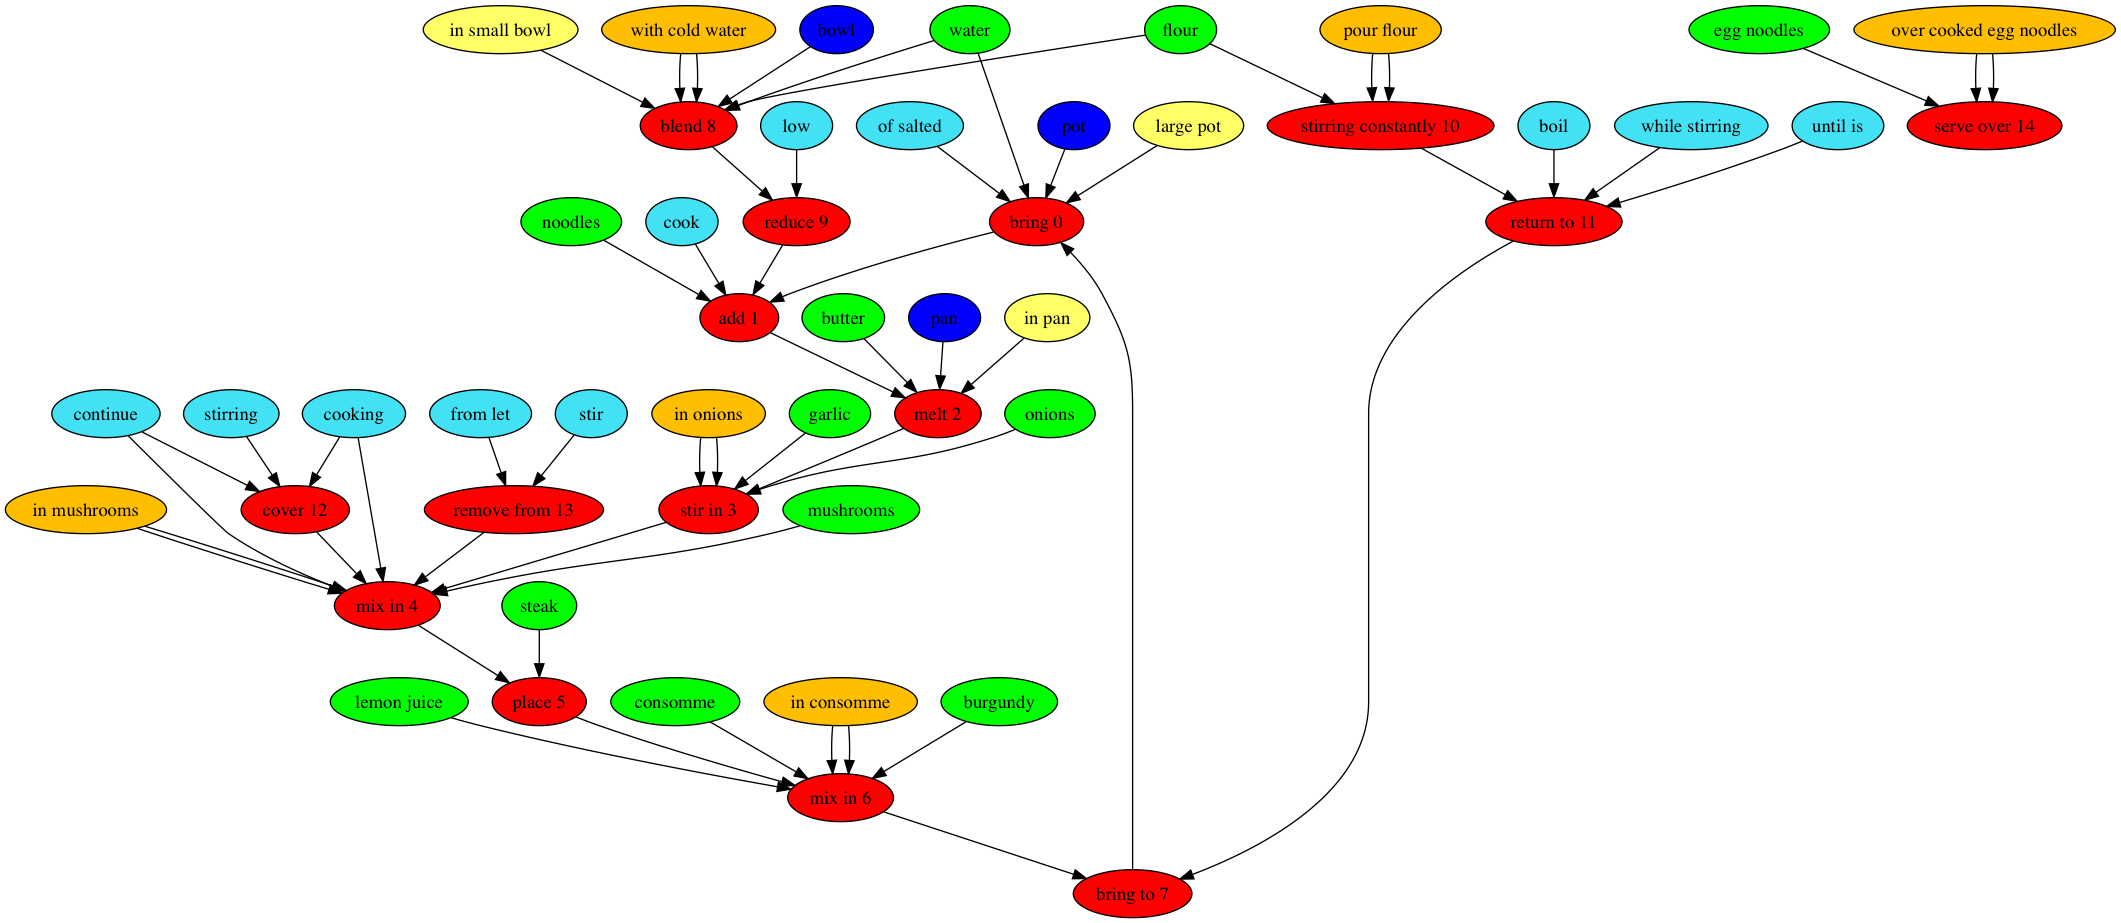 in small bowl
with cold water
bowl
water
flour
pour flour
egg noodles
over cooked egg noodles
blend 8
low
of salted
pot
large pot
stirring constantly 10
boil
while stirring
until is
serve over 14
noodles
cook
reduce 9
bring 0
return to 11
add 1
butter
pan
in pan
continue
stirring
cooking
from let
stir
in onions
garlic
melt 2
onions
in mushrooms
cover 12
remove from 13
stir in 3
mushrooms
mix in 4
steak
lemon juice
place 5
consomme
in consomme
burgundy
mix in 6
bring to 7